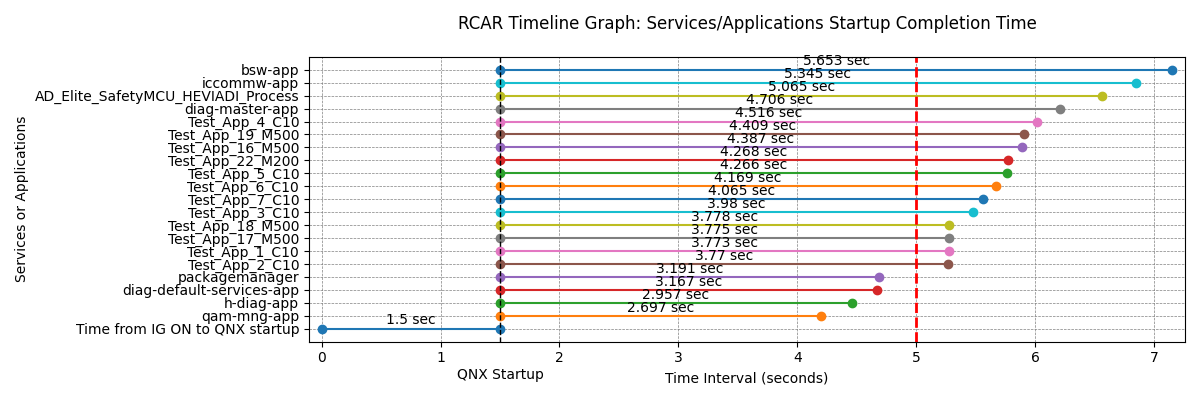 RCAR Timeline Graph: Services/Applications Startup Completion Time
Services or Applications
bsw-app
5.653 sec
iccommw-app
5.345 sec
AD_Elite_SafetyMCU_HEVIADI_Process
5.065 sec
diag-master-app
4.706 sec
Test_App_4_C10
4.516 sec
Test_App_19_M500
4.409 sec
Test_App_16_M500
4.387 sec
Test_App_22_M200
4.268 sec
Test_App_5_C10
4.266 sec
Test_App_6_C10
4.169 sec
Test_App_7_C10
4.065 sec
Test_App_3_C10
3.98 sec
Test_App_18_M500
3.778 sec
Test_App_17_M500
3.775 sec
Test_App_1_C10
3.773 sec
Test_App_2_C10
3.77 sec
packagemanager
3.191 sec
diag-default-services-app
3.167 sec
h-diag-app
2.957 sec
qam-mng-app
2.697 sec
Time from IG ON to QNX startup
1.5 sec
0 1 2 3 4 5 6 7
QNX Startup
Time Interval (seconds)